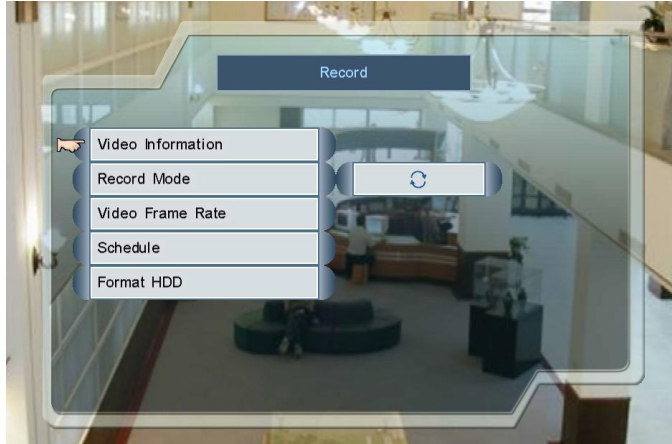 Record
Video Information
Record Mode
Video Frame Rate
Schedule
Format HDD